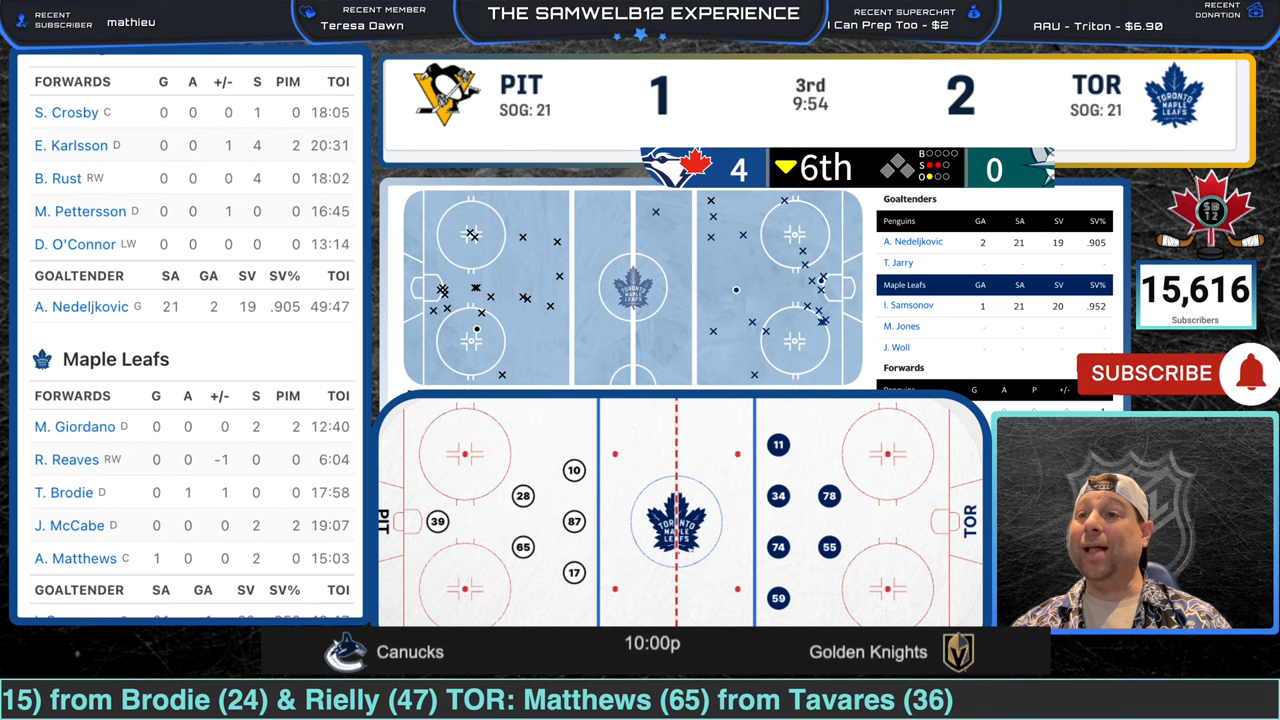 RECENT SUBSCRIBER
mathieu
RECENT MEMBER
Teresa Dawn
THE SAMWELB12 EXPERIENCE
RECENT SUPERCHAT
I Can Prep Too - $2
RECENT DONATION
AAU - Triton - $6.90
FORWARDS G A +/- S PIM TOI
S. Crosby C 0 0 0 1 0 18:05
E. Karlsson D 0 0 1 4 2 20:31
B. Rust RW 0 0 0 4 0 18:02
M. Pettersson D 0 0 1 0 0 16:45
D. O'Connor LW 0 0 0 0 0 13:14
GOALTENDER SA GA SV SV% TOI
A. Nedeljkovic G 21 2 19 .905 49:47
Maple Leafs
FORWARDS G A +/- S PIM TOI
M. Giordano D 0 0 0 2 2 12:40
R. Reaves RW 0 0 -1 0 0 6:04
T. Brodie D 0 1 1 0 0 17:58
J. McCabe D 0 0 0 2 2 19:07
A. Matthews C 1 0 0 2 0 15:03
GOALTENDER SA GA SV SV% TOI
PIT
SOG: 21
1
3rd
9:54
2
TOR
SOG: 21
4 6th B S O 0
Goaltenders
Penguins GA SA SV SV%
A. Nedeljkovic 2 21 19 .905
T. Jarry - - - -
Maple Leafs GA SA SV SV%
I. Samsonov 1 21 20 .952
M. Jones - - - -
J. Woll - - - -
Forwards
Penguins G A P +/-
TORONTO MAPLE LEAFS
SB 12
15,616
Subscribers
SUBSCRIBE
PIT
39
28
65
10
87
17
TORONTO MAPLE LEAFS
11
34
74
59
78
55
TOR
Canucks
10:00p
Golden Knights
15) from Brodie (24) & Rielly (47) TOR: Matthews (65) from Tavares (36)